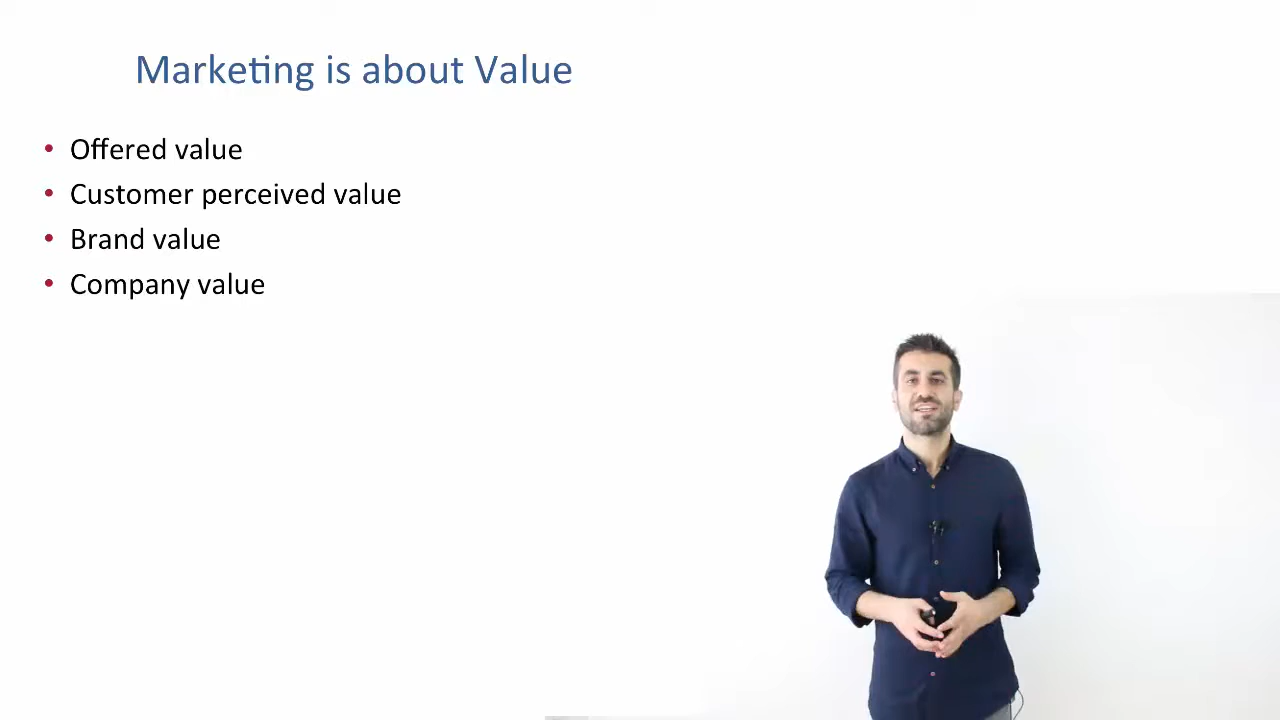 Marketing is about Value
• Offered value
• Customer perceived value
• Brand value
• Company value